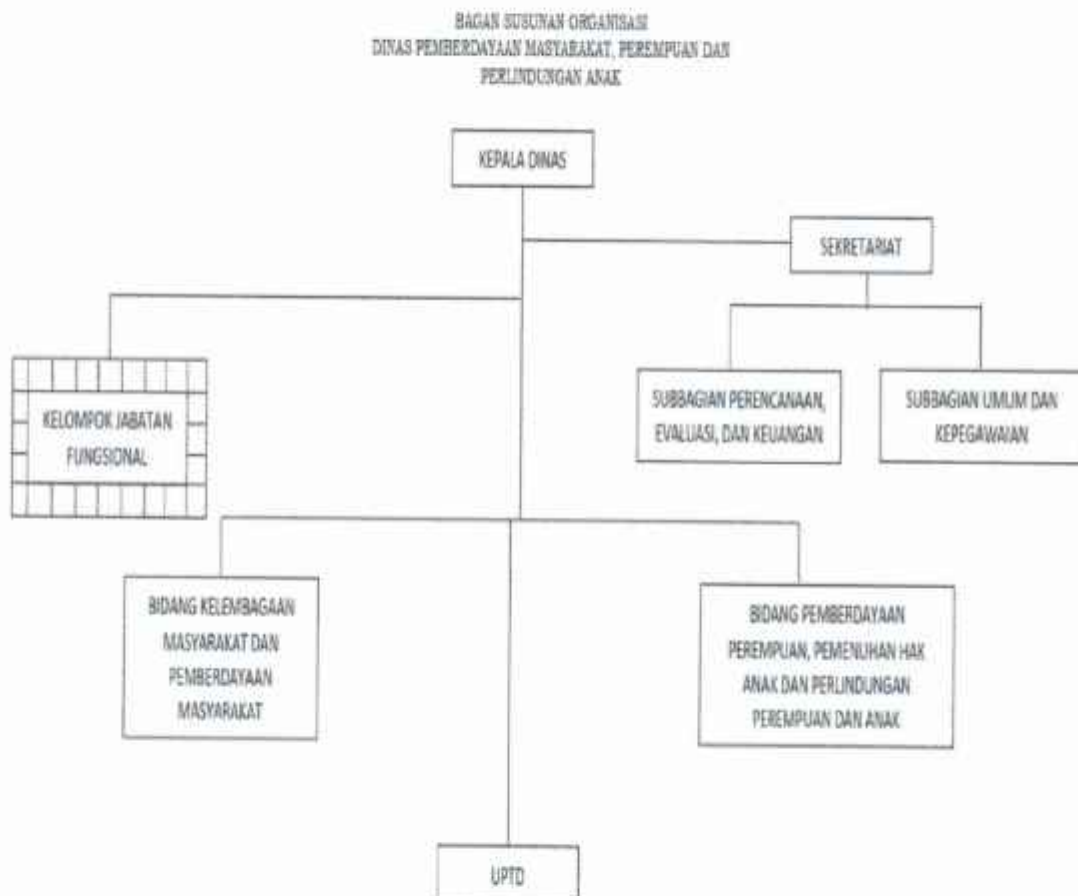 BAGAN SUSUNAN ORGANISASI
DINAS PEMBERDAYAAN MASYARAKAT, PEREMPUAN DAN
PERLINDUNGAN ANAK
KEPALA DINAS
SEKRETARIAT
SUBBAGIAN PERENCANAAN,
EVALUASI, DAN KEUANGAN
SUBBAGIAN UMUM DAN
KEPEGAWAIAN
KELOMPOK JABATAN
FUNGSIONAL
BIDANG KELEMBAGAAN
MASYARAKAT DAN
PEMBERDAYAAN
MASYARAKAT
BIDANG PEMBERDAYAAN
PEREMPUAN, PEMENUHAN HAK
ANAK DAN PERLINDUNGAN
PEREMPUAN DAN ANAK
UPTD